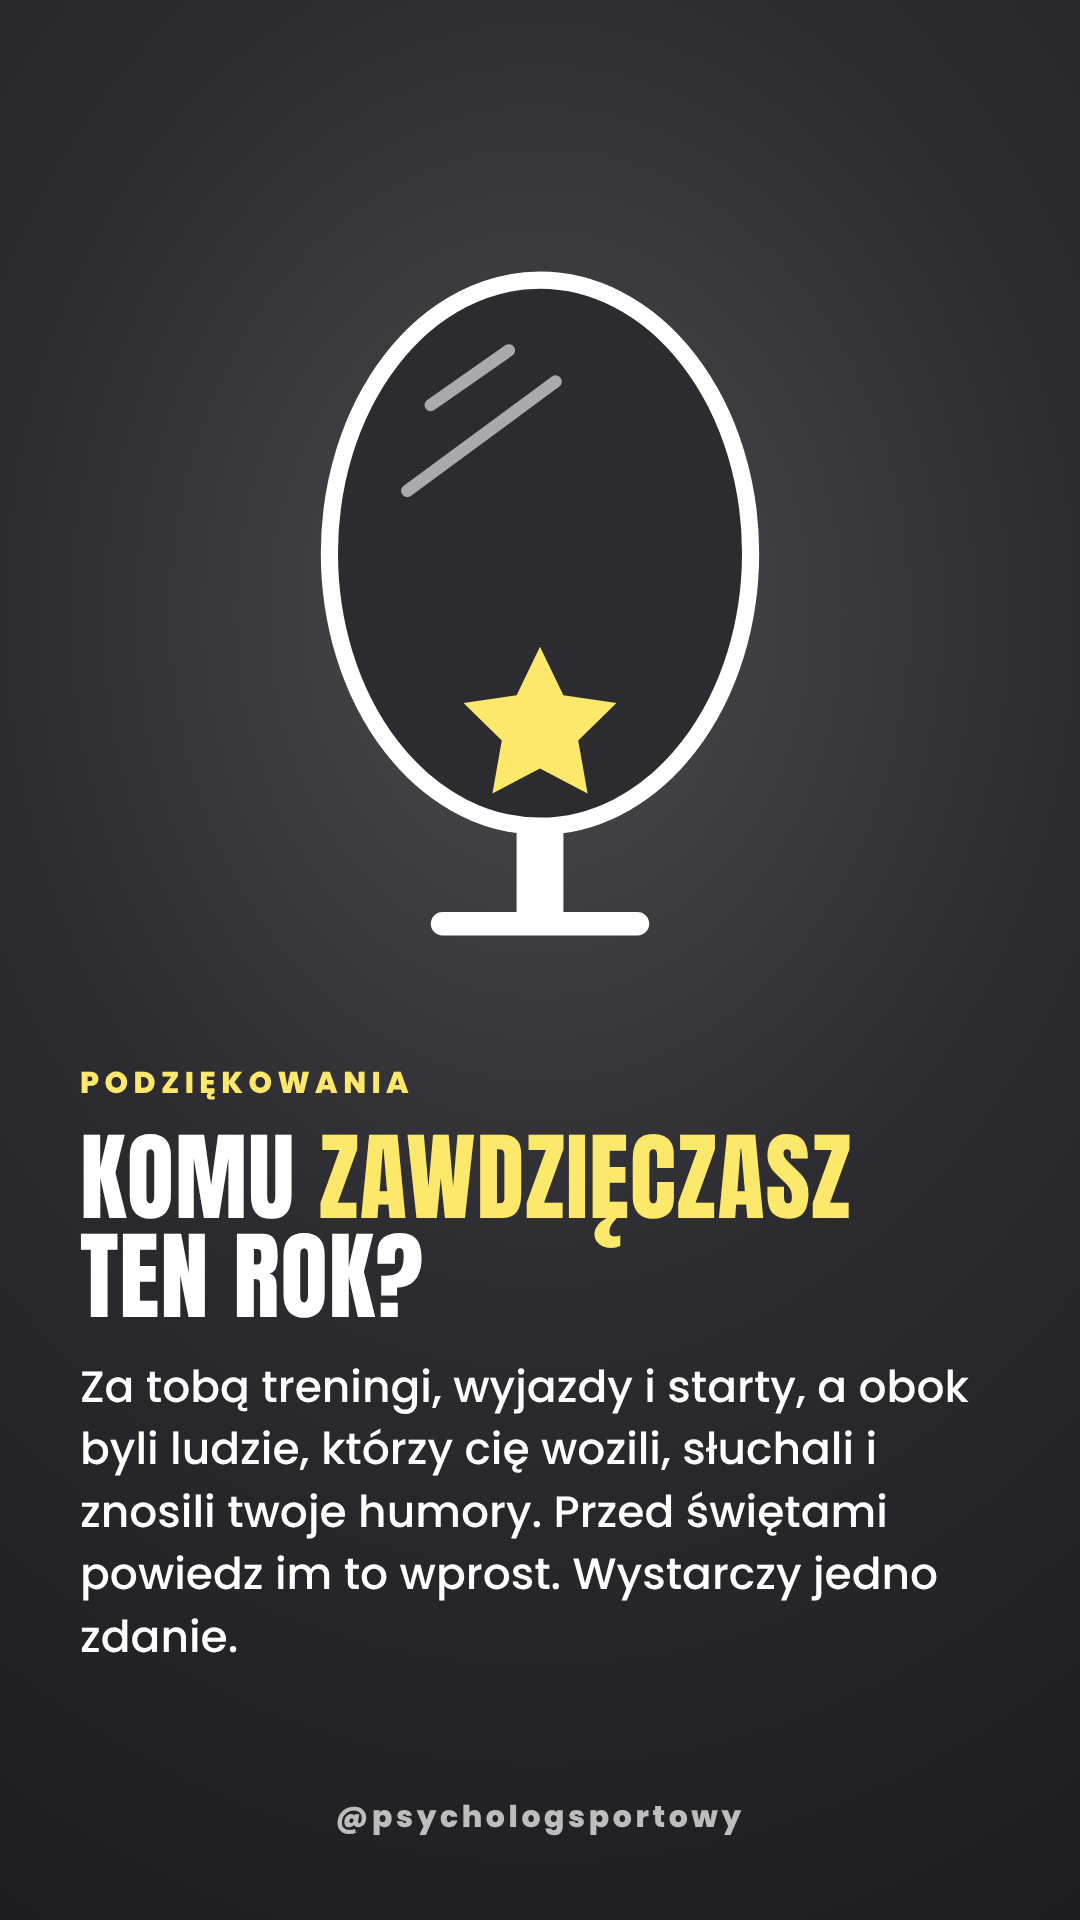 PODZIĘKOWANIA
KOMU ZAWDZIĘCZASZ
TEN ROK?
Za tobą treningi, wyjazdy i starty, a obok
byli ludzie, którzy cię wozili, słuchali i
znosili twoje humory. Przed świętami
powiedz im to wprost. Wystarczy jedno
zdanie.
@psychologsportowy